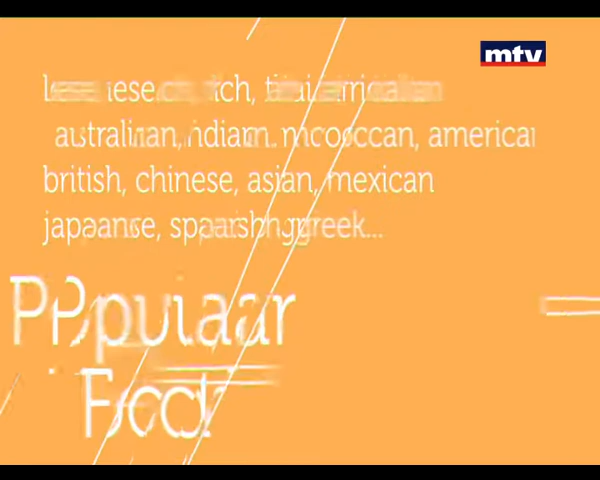 mtv
australian, indian, moroccan, american
british, chinese, asian, mexican
japanese, spanish, greek...
Popular
Food